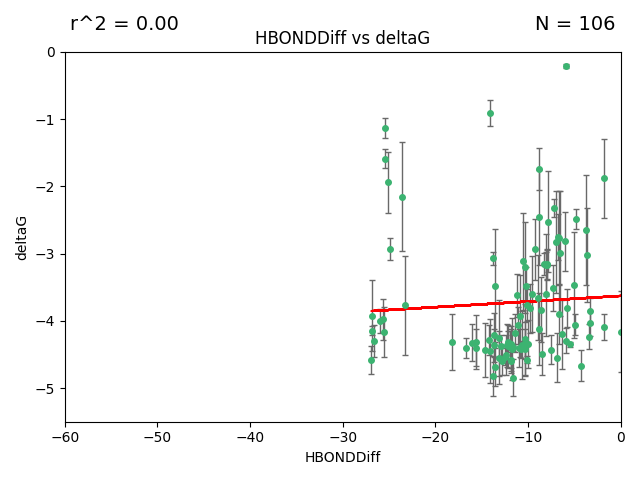 r^2 = 0.00
N = 106
HBONDDiff vs deltaG
deltaG
0
−1
−2
−3
−4
−5
−60
−50
−40
−30
−20
−10
0
HBONDDiff